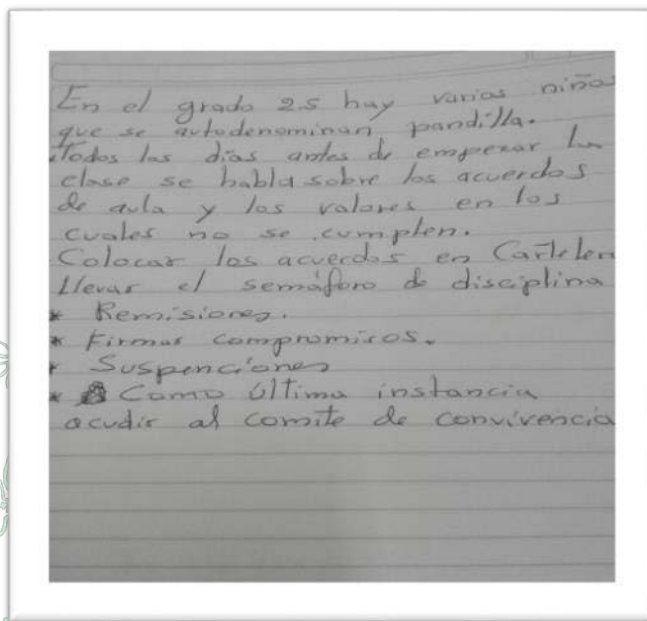 En el grado 2.5 hay varios niños
que se autodenominan pandilla.
Todos los días antes de empezar la
clase se habla sobre los acuerdos
de aula y los valores en los
cuales no se cumplen.
Colocar los acuerdos en
Llevar el semáforo de disciplina
* Remisiones.
* Firmar compromisos.
* Suspenciones
* Como última instancia
acudir al comite de convivencia